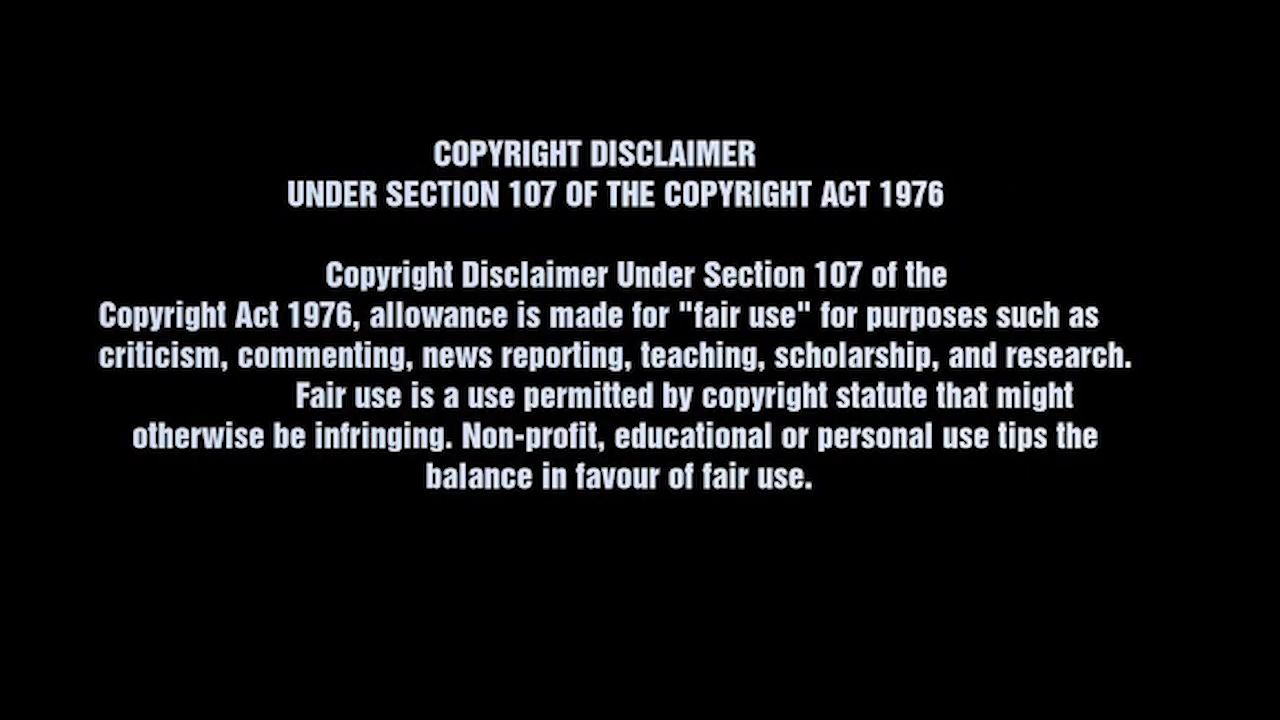 COPYRIGHT DISCLAIMER
UNDER SECTION 107 OF THE COPYRIGHT ACT 1976
Copyright Disclaimer Under Section 107 of the
Copyright Act 1976, allowance is made for "fair use" for purposes such as
criticism, commenting, news reporting, teaching, scholarship, and research.
Fair use is a use permitted by copyright statute that might
otherwise be infringing. Non-profit, educational or personal use tips the
balance in favour of fair use.